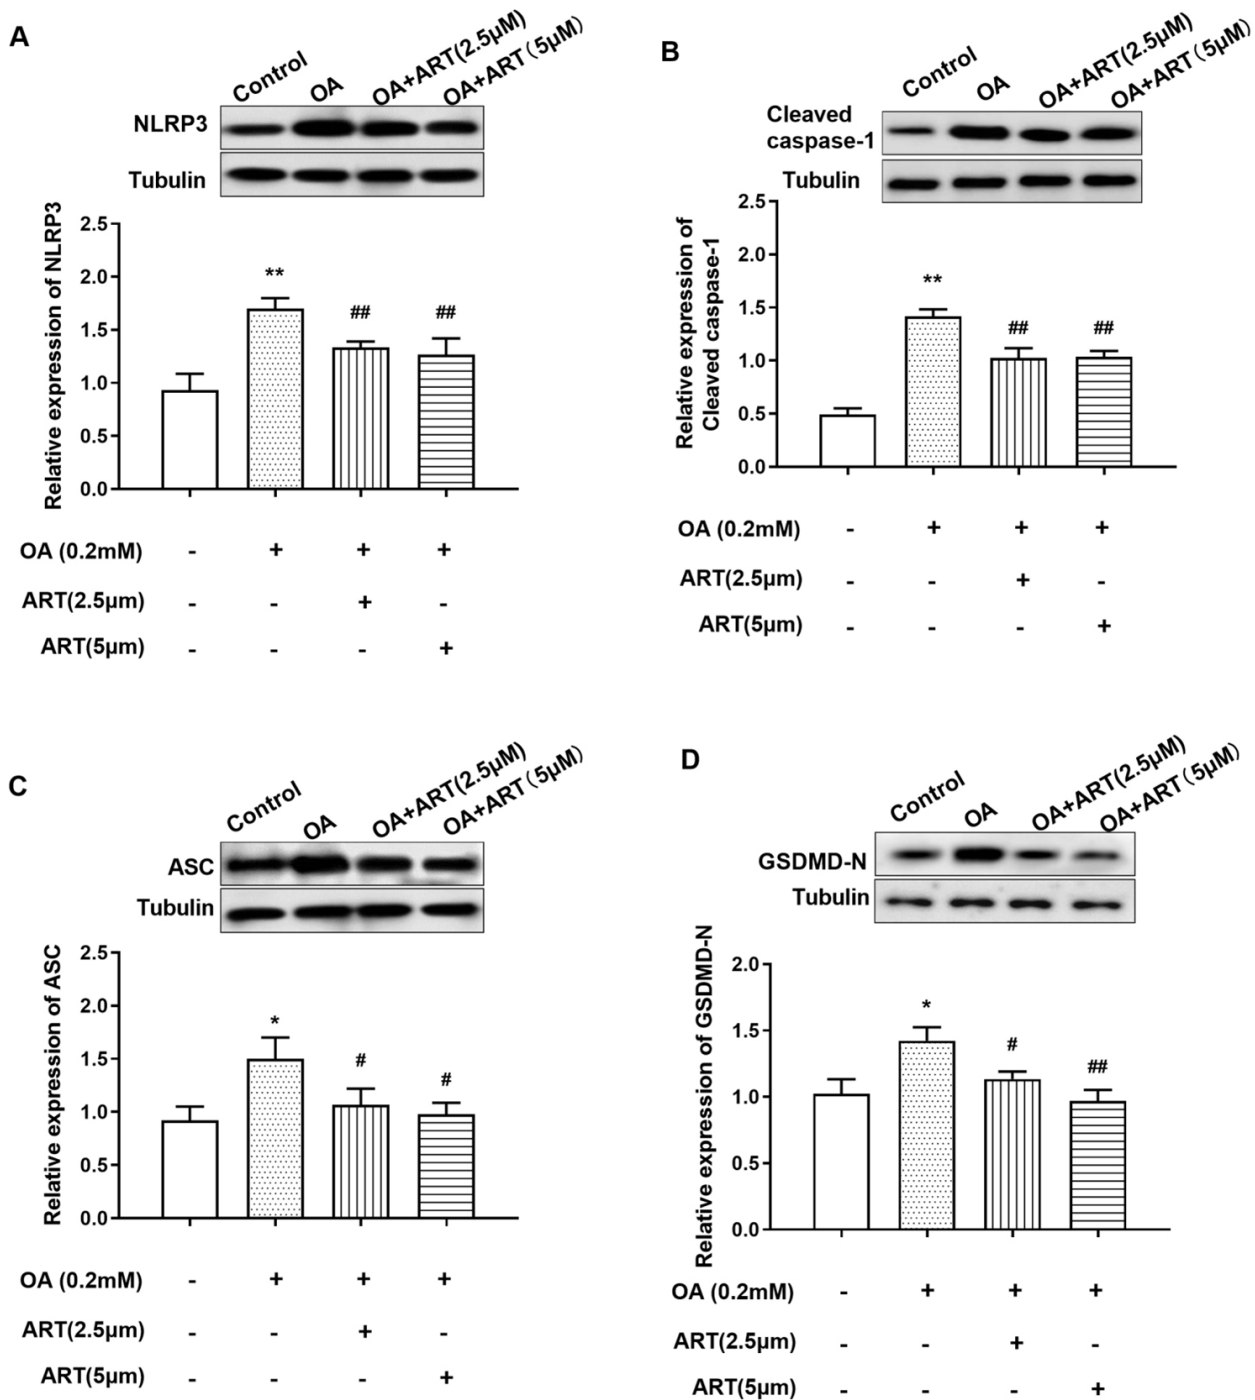 A
Control
OA
OA+ART(2.5μM)
OA+ART（5μM）
NLRP3
Tubulin
Relative expression of NLRP3
2.5
2.0
1.5
1.0
0.5
0.0
**
##
##
OA (0.2mM) - + + +
ART(2.5μm) - - + -
ART(5μm) - - - +
B
Control
OA
OA+ART(2.5μM)
OA+ART（5μM）
Cleaved
caspase-1
Tubulin
Relative expression of
Cleaved caspase-1
2.5
2.0
1.5
1.0
0.5
0.0
**
##
##
OA (0.2mM) - + + +
ART(2.5μm) - - + -
ART(5μm) - - - +
C
Control
OA
OA+ART(2.5μM)
OA+ART（5μM）
ASC
Tubulin
Relative expression of ASC
2.5
2.0
1.5
1.0
0.5
0.0
*
#
#
OA (0.2mM) - + + +
ART(2.5μm) - - + -
ART(5μm) - - - +
D
Control
OA
OA+ART(2.5μM)
OA+ART（5μM）
GSDMD-N
Tubulin
Relative expression of GSDMD-N
2.0
1.5
1.0
0.5
0.0
*
#
##
OA (0.2mM) - + + +
ART(2.5μm) - - + -
ART(5μm) - - - +